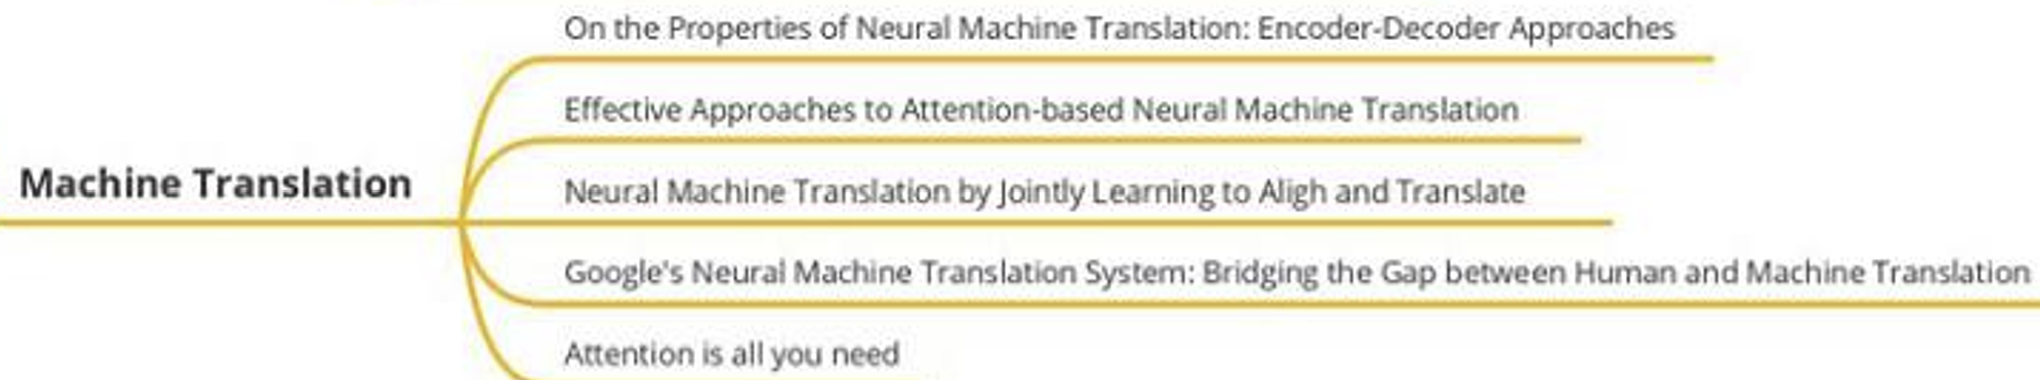 On the Properties of Neural Machine Translation: Encoder-Decoder Approaches
Effective Approaches to Attention-based Neural Machine Translation
Machine Translation
Neural Machine Translation by Jointly Learning to Aligh and Translate
Google's Neural Machine Translation System: Bridging the Gap between Human and Machine Translation
Attention is all you need